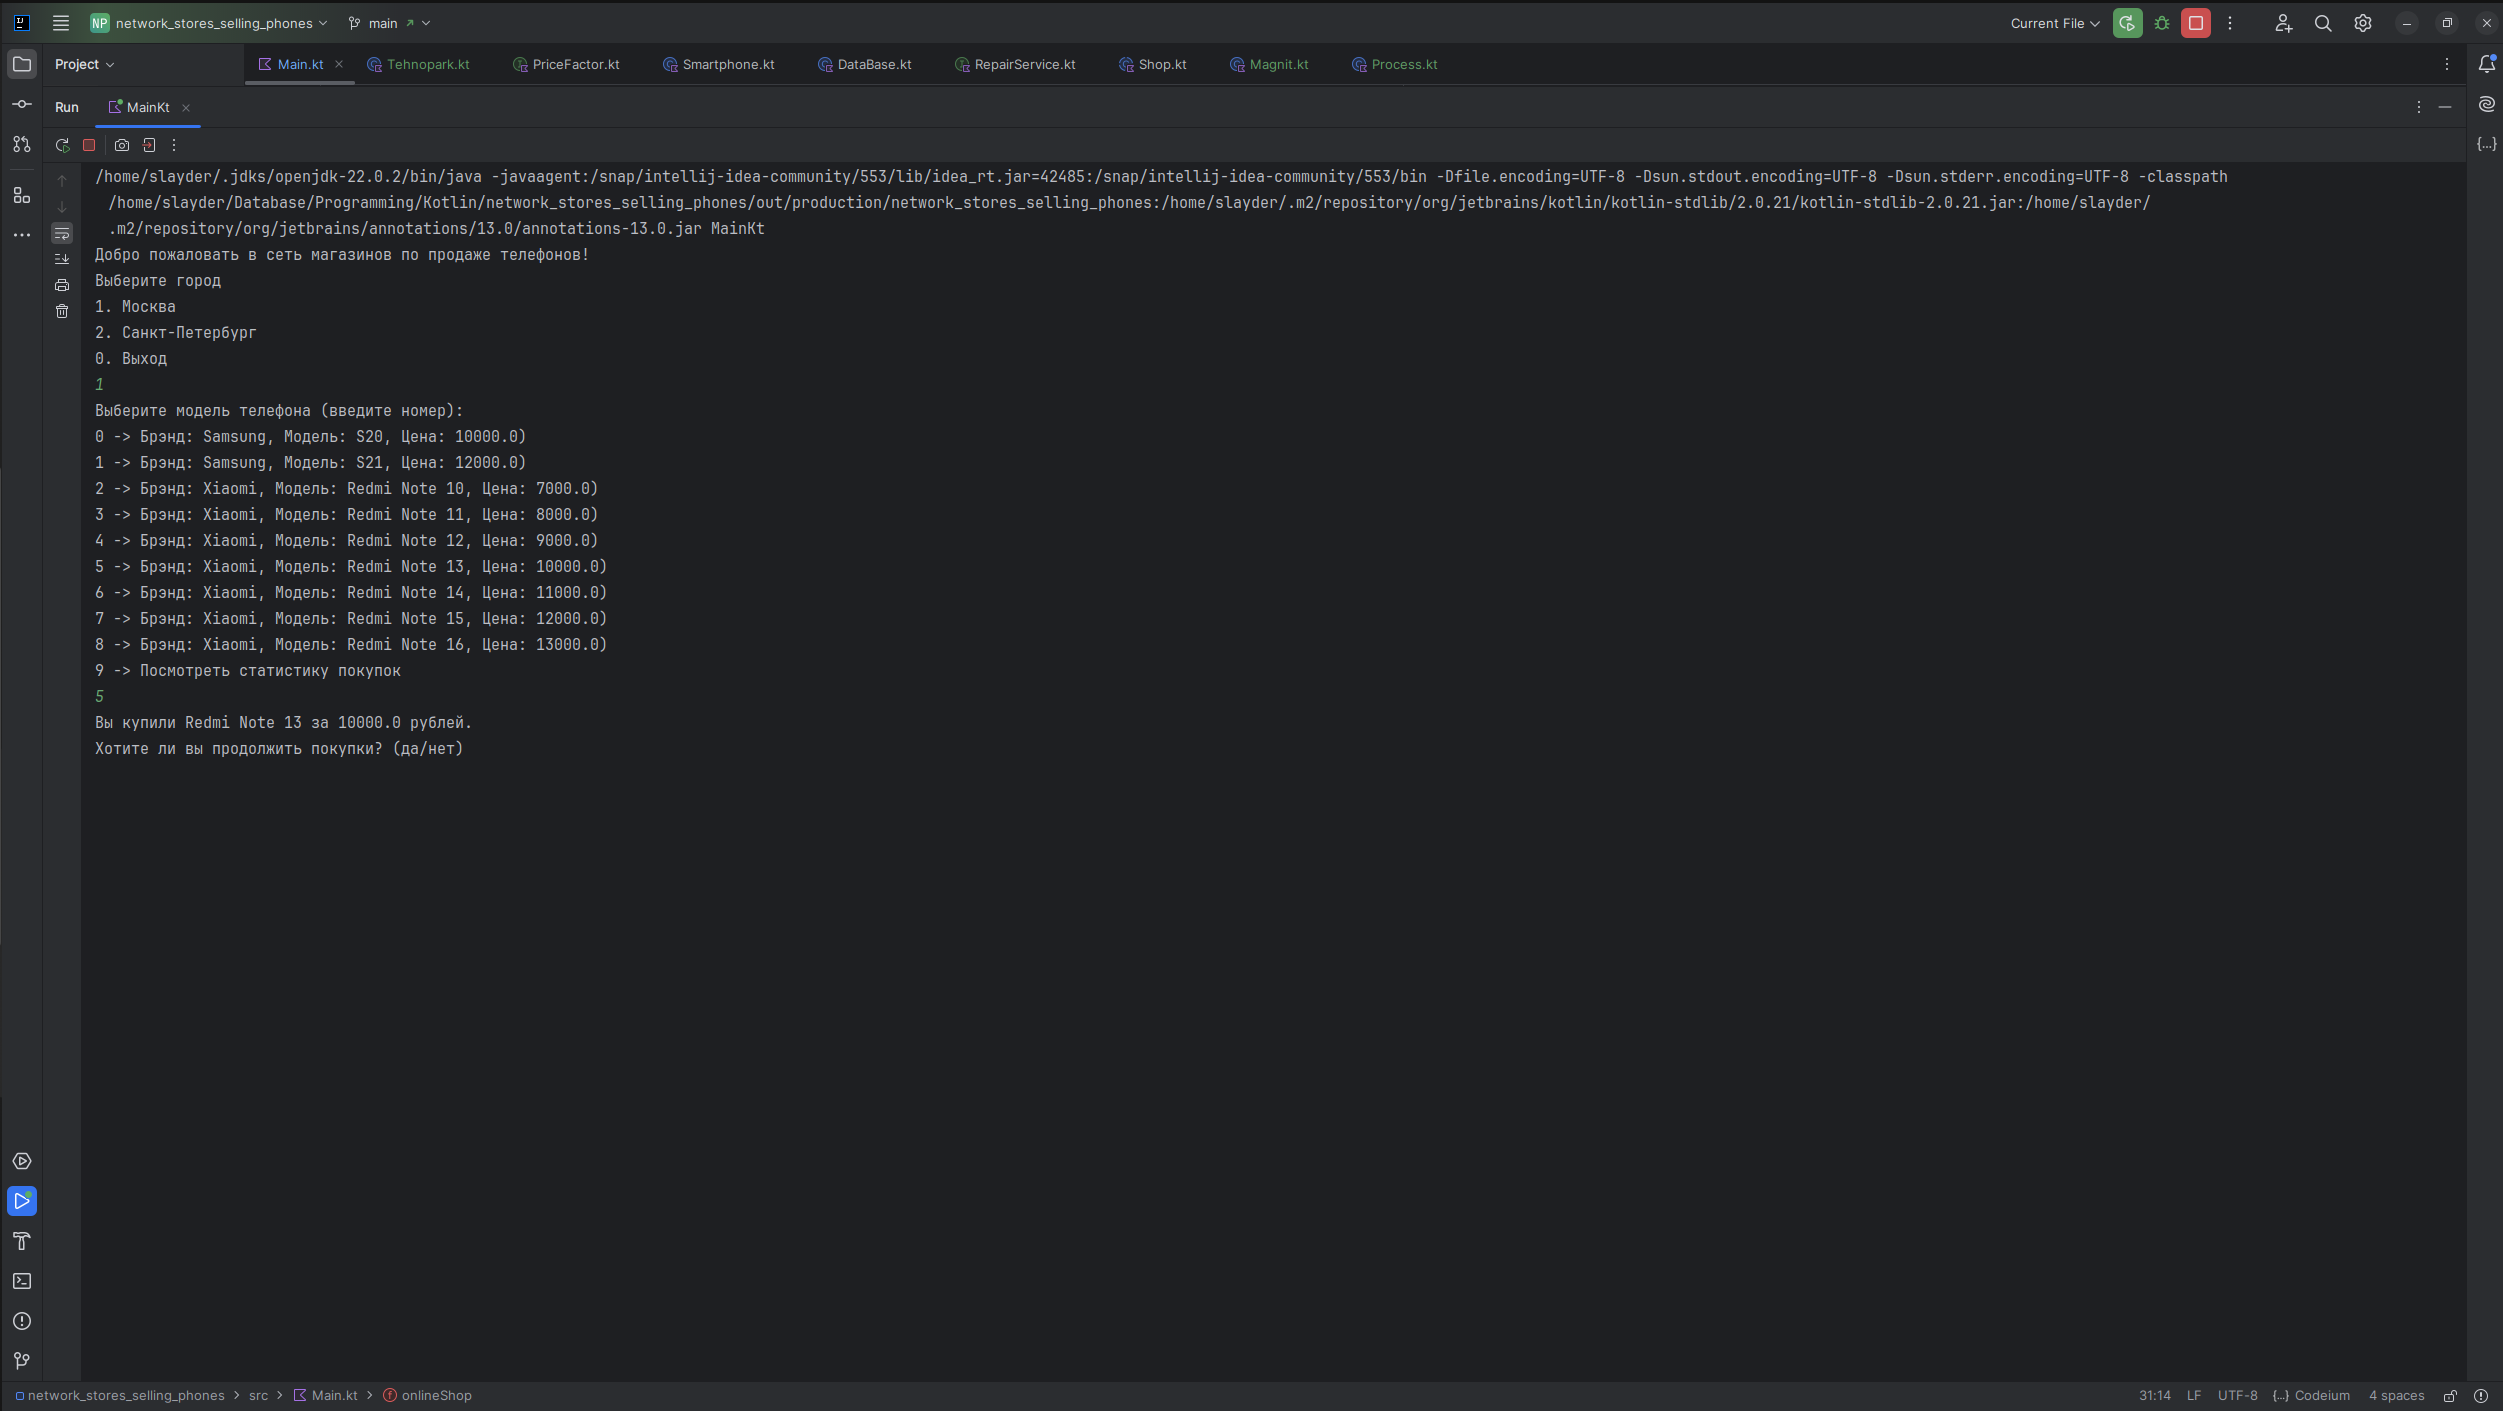 NP network_stores_selling_phones main Current File
Project Main.kt Tehnopark.kt PriceFactor.kt Smartphone.kt DataBase.kt RepairService.kt Shop.kt Magnit.kt Process.kt
Run MainKt
/home/slayder/.jdks/openjdk-22.0.2/bin/java -javaagent:/snap/intellij-idea-community/553/lib/idea_rt.jar=42485:/snap/intellij-idea-community/553/bin -Dfile.encoding=UTF-8 -Dsun.stdout.encoding=UTF-8 -Dsun.stderr.encoding=UTF-8 -classpath
/home/slayder/Database/Programming/Kotlin/network_stores_selling_phones/out/production/network_stores_selling_phones:/home/slayder/.m2/repository/org/jetbrains/kotlin/kotlin-stdlib/2.0.21/kotlin-stdlib-2.0.21.jar:/home/slayder/
.m2/repository/org/jetbrains/annotations/13.0/annotations-13.0.jar MainKt
Добро пожаловать в сеть магазинов по продаже телефонов!
Выберите город
1. Москва
2. Санкт-Петербург
0. Выход
1
Выберите модель телефона (введите номер):
0 -> Брэнд: Samsung, Модель: S20, Цена: 10000.0)
1 -> Брэнд: Samsung, Модель: S21, Цена: 12000.0)
2 -> Брэнд: Xiaomi, Модель: Redmi Note 10, Цена: 7000.0)
3 -> Брэнд: Xiaomi, Модель: Redmi Note 11, Цена: 8000.0)
4 -> Брэнд: Xiaomi, Модель: Redmi Note 12, Цена: 9000.0)
5 -> Брэнд: Xiaomi, Модель: Redmi Note 13, Цена: 10000.0)
6 -> Брэнд: Xiaomi, Модель: Redmi Note 14, Цена: 11000.0)
7 -> Брэнд: Xiaomi, Модель: Redmi Note 15, Цена: 12000.0)
8 -> Брэнд: Xiaomi, Модель: Redmi Note 16, Цена: 13000.0)
9 -> Посмотреть статистику покупок
5
Вы купили Redmi Note 13 за 10000.0 рублей.
Хотите ли вы продолжить покупки? (да/нет)
network_stores_selling_phones > src > Main.kt > onlineShop 31:14 LF UTF-8 {...} Codeium 4 spaces